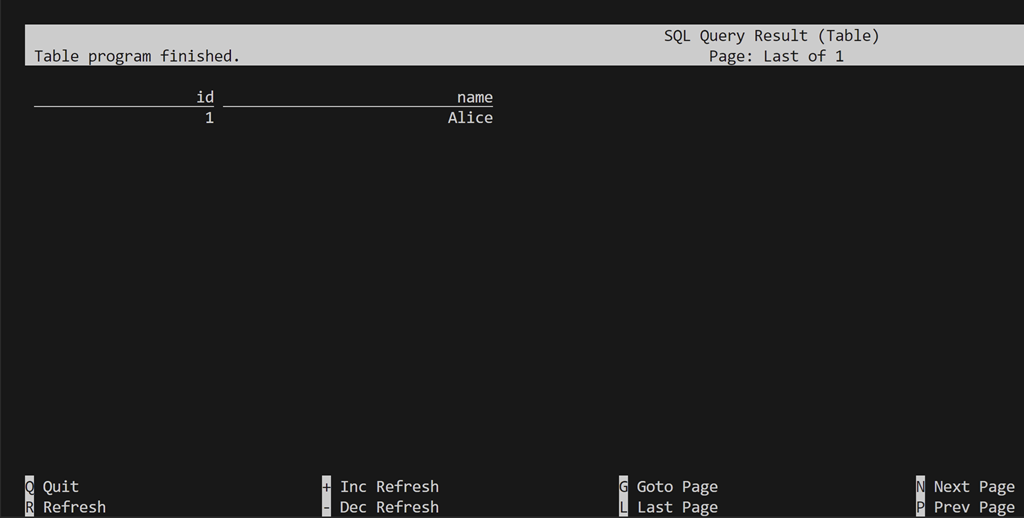 SQL Query Result (Table)
Table program finished. Page: Last of 1
id name
1 Alice
Q Quit + Inc Refresh G Goto Page N Next Page
R Refresh - Dec Refresh L Last Page P Prev Page